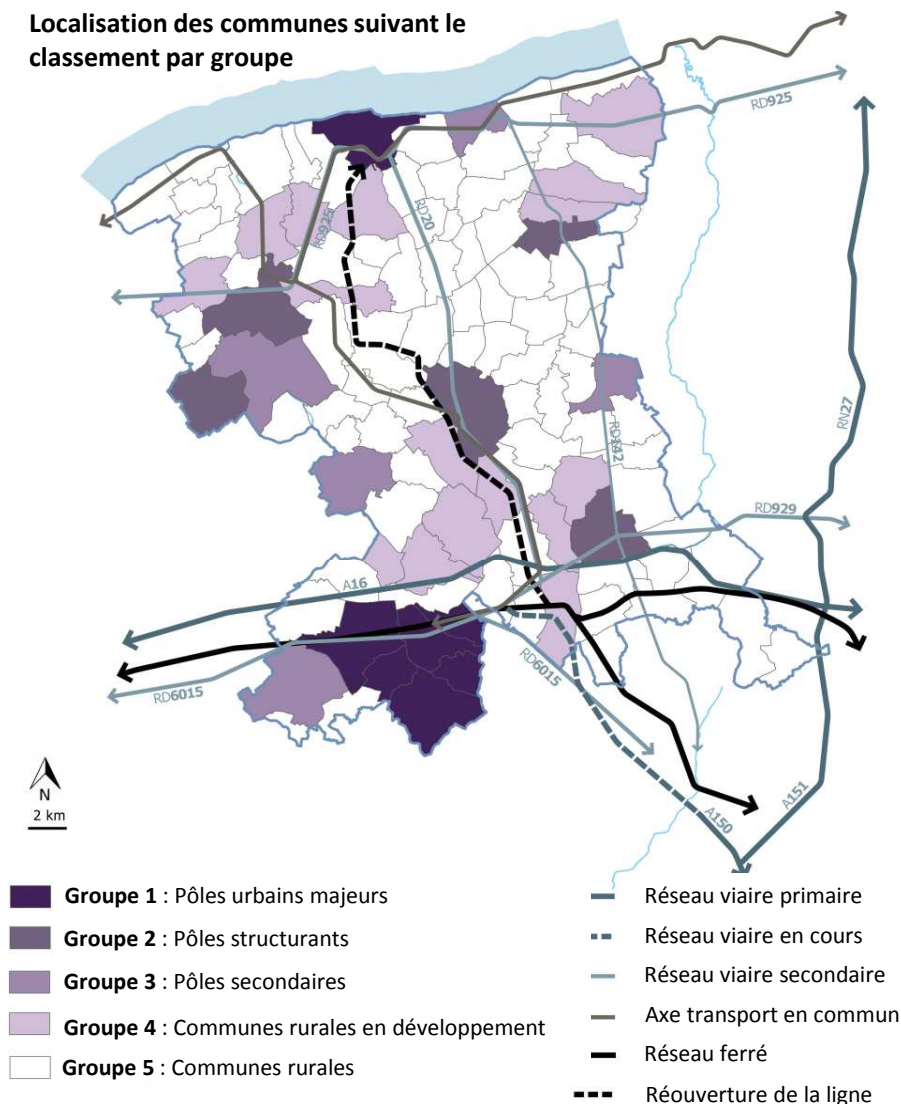 Localisation des communes suivant le
classement par groupe
RD925
RD925
RD20
RN27
RD142
RD929
A16
RD6015
RD6015
A151
A150
N
2 km
Groupe 1 : Pôles urbains majeurs
Groupe 2 : Pôles structurants
Groupe 3 : Pôles secondaires
Groupe 4 : Communes rurales en développement
Groupe 5 : Communes rurales
Réseau viaire primaire
Réseau viaire en cours
Réseau viaire secondaire
Axe transport en commun
Réseau ferré
Réouverture de la ligne